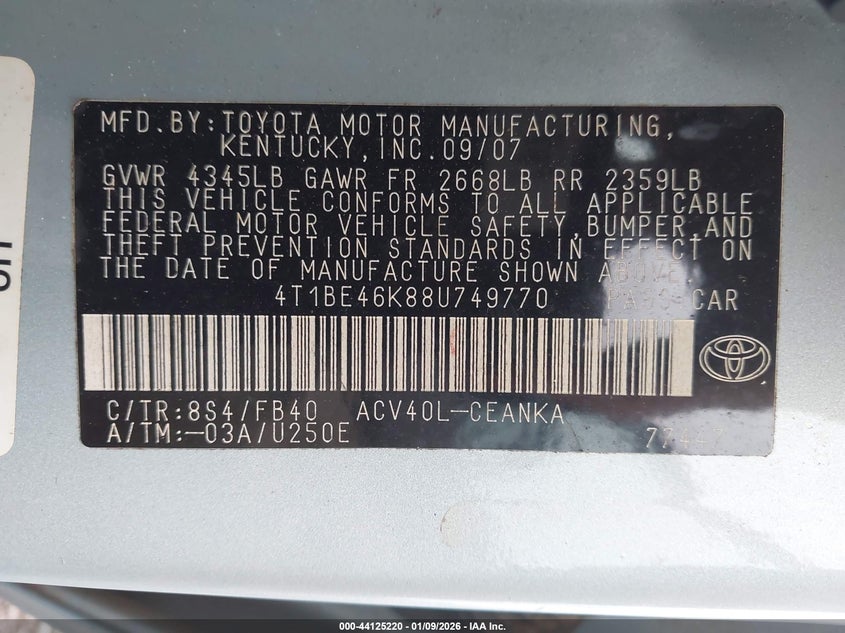 MFD.BY:TOYOTA MOTOR MANUFACTURING,
KENTUCKY,INC.09/07
GVWR 4345LB GAWR FR 2668LB RR 2359LB
THIS VEHICLE CONFORMS TO ALL APPLICABLE
FEDERAL MOTOR VEHICLE SAFETY,BUMPER,AND
THEFT PREVENTION STANDARDS IN EFFECT ON
THE DATE OF MANUFACTURE SHOWN ABOVE.
4T1BE46K88U749770 PASS-CAR
C/TR:8S4/FB40 ACV40L-CEANKA
A/TM:-03A/U250E
000-44125220 - 01/09/2026 - IAA Inc.